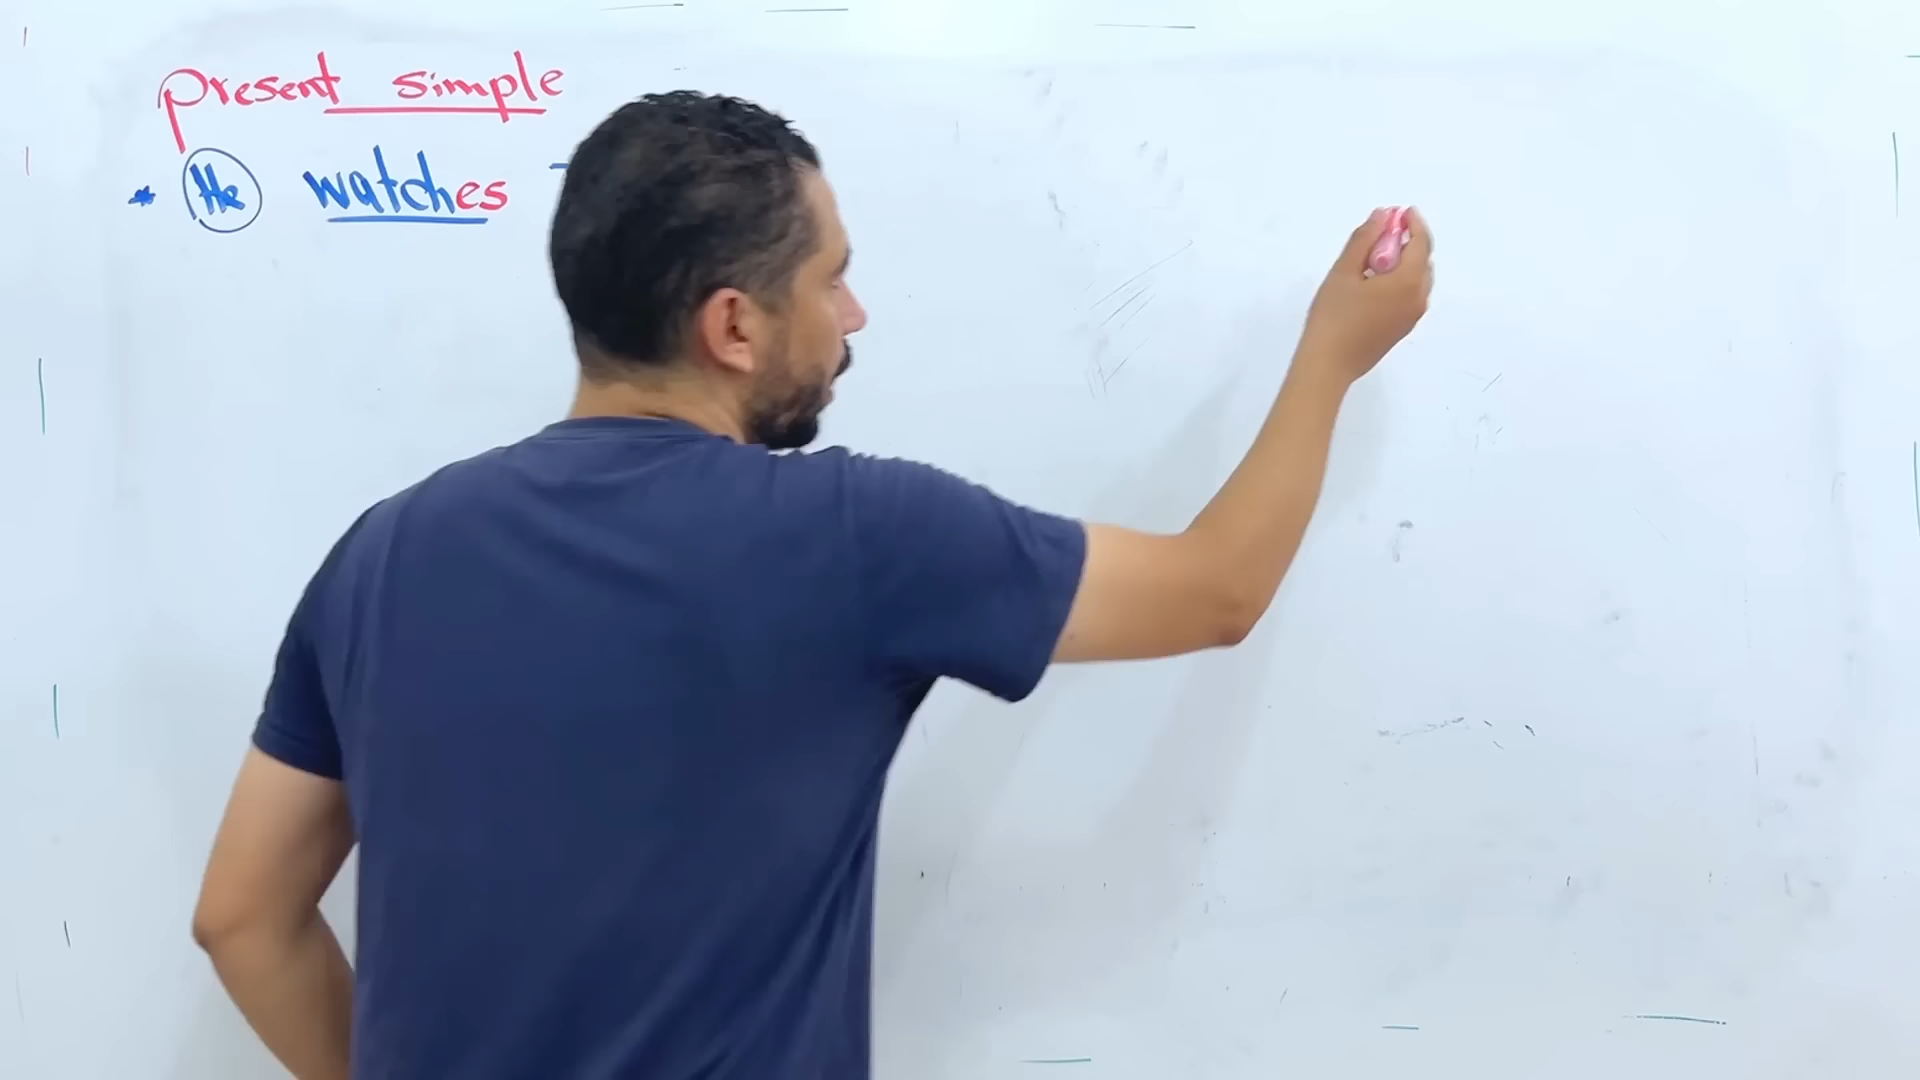 present simple
* He watches